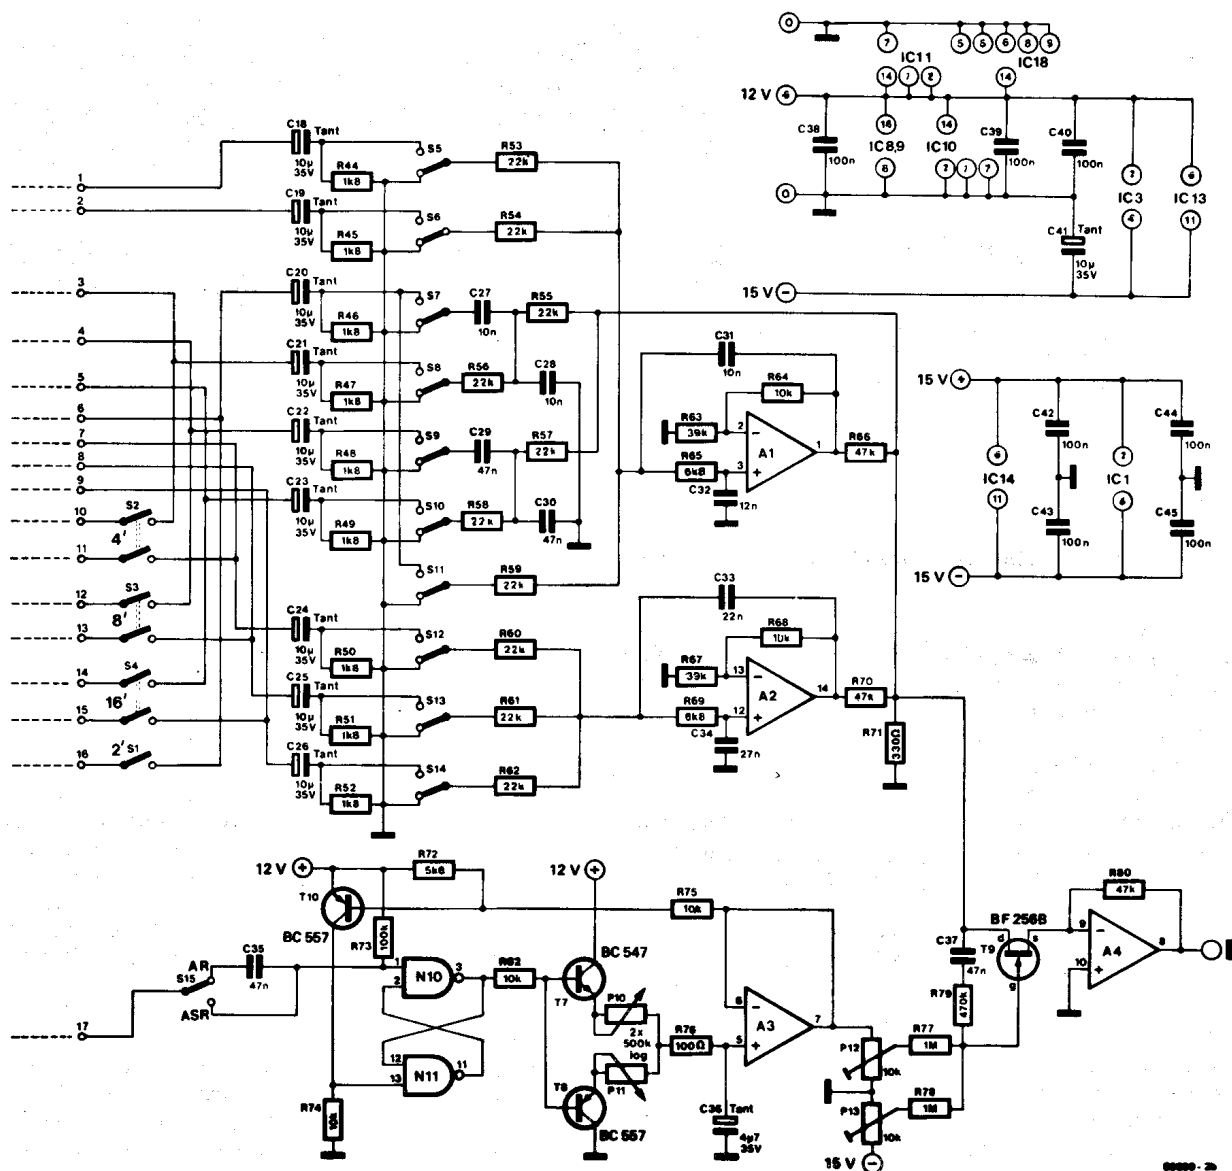 0
7
5
5
6
8
9
IC11
IC18
14
7
2
14
12 V +
C38
100n
16
IC8,9
8
14
IC10
7
7
7
C39
100n
C40
100n
7
IC3
4
6
IC13
11
0
C41
Tant
10µ
35V
15 V −
C18
Tant
10µ
35V
R44
1k8
S5
R53
22k
1
2
C19
Tant
10µ
35V
R45
1k8
S6
R54
22k
3
C20
Tant
10µ
35V
R46
1k8
S7
C27
10n
R55
22k
4
C21
Tant
10µ
35V
R47
1k8
S8
R56
22k
C28
10n
5
6
7
8
9
C22
Tant
10µ
35V
R48
1k8
S9
C29
47n
R57
22k
C23
Tant
10µ
35V
R49
1k8
S10
R58
22k
C30
47n
10
S2
4'
11
12
S3
8'
13
14
S4
16'
15
16
2'
S1
S11
R59
22k
C24
Tant
10µ
35V
R50
1k8
S12
R60
22k
C25
Tant
10µ
35V
R51
1k8
S13
R61
22k
C26
Tant
10µ
35V
R52
1k8
S14
R62
22k
C31
10n
R64
10k
R63
39k
2
−
A1
1
R65
6k8
3
+
C32
12n
R66
47k
C33
22n
R68
10k
R67
39k
13
−
A2
14
R69
6k8
12
+
C34
27n
R70
47k
R71
330Ω
15 V +
C42
100n
C44
100n
6
IC14
11
7
IC1
6
C43
100n
C45
100n
15 V −
12 V +
R72
5k6
12 V +
T10
BC 557
R73
100k
R75
10k
AR
S15
ASR
C35
47n
17
1
2
N10
3
R82
10k
12
13
N11
11
R74
10k
BC 547
T7
P10
2x
500k
log
P11
T8
BC 557
R76
100Ω
6
−
A3
7
5
+
C36
Tant
4µ7
35V
P12
10k
P13
10k
15 V −
R77
1M
R78
1M
R79
470k
C37
47n
BF 256B
T9
d
s
g
R80
47k
9
−
A4
8
10
+